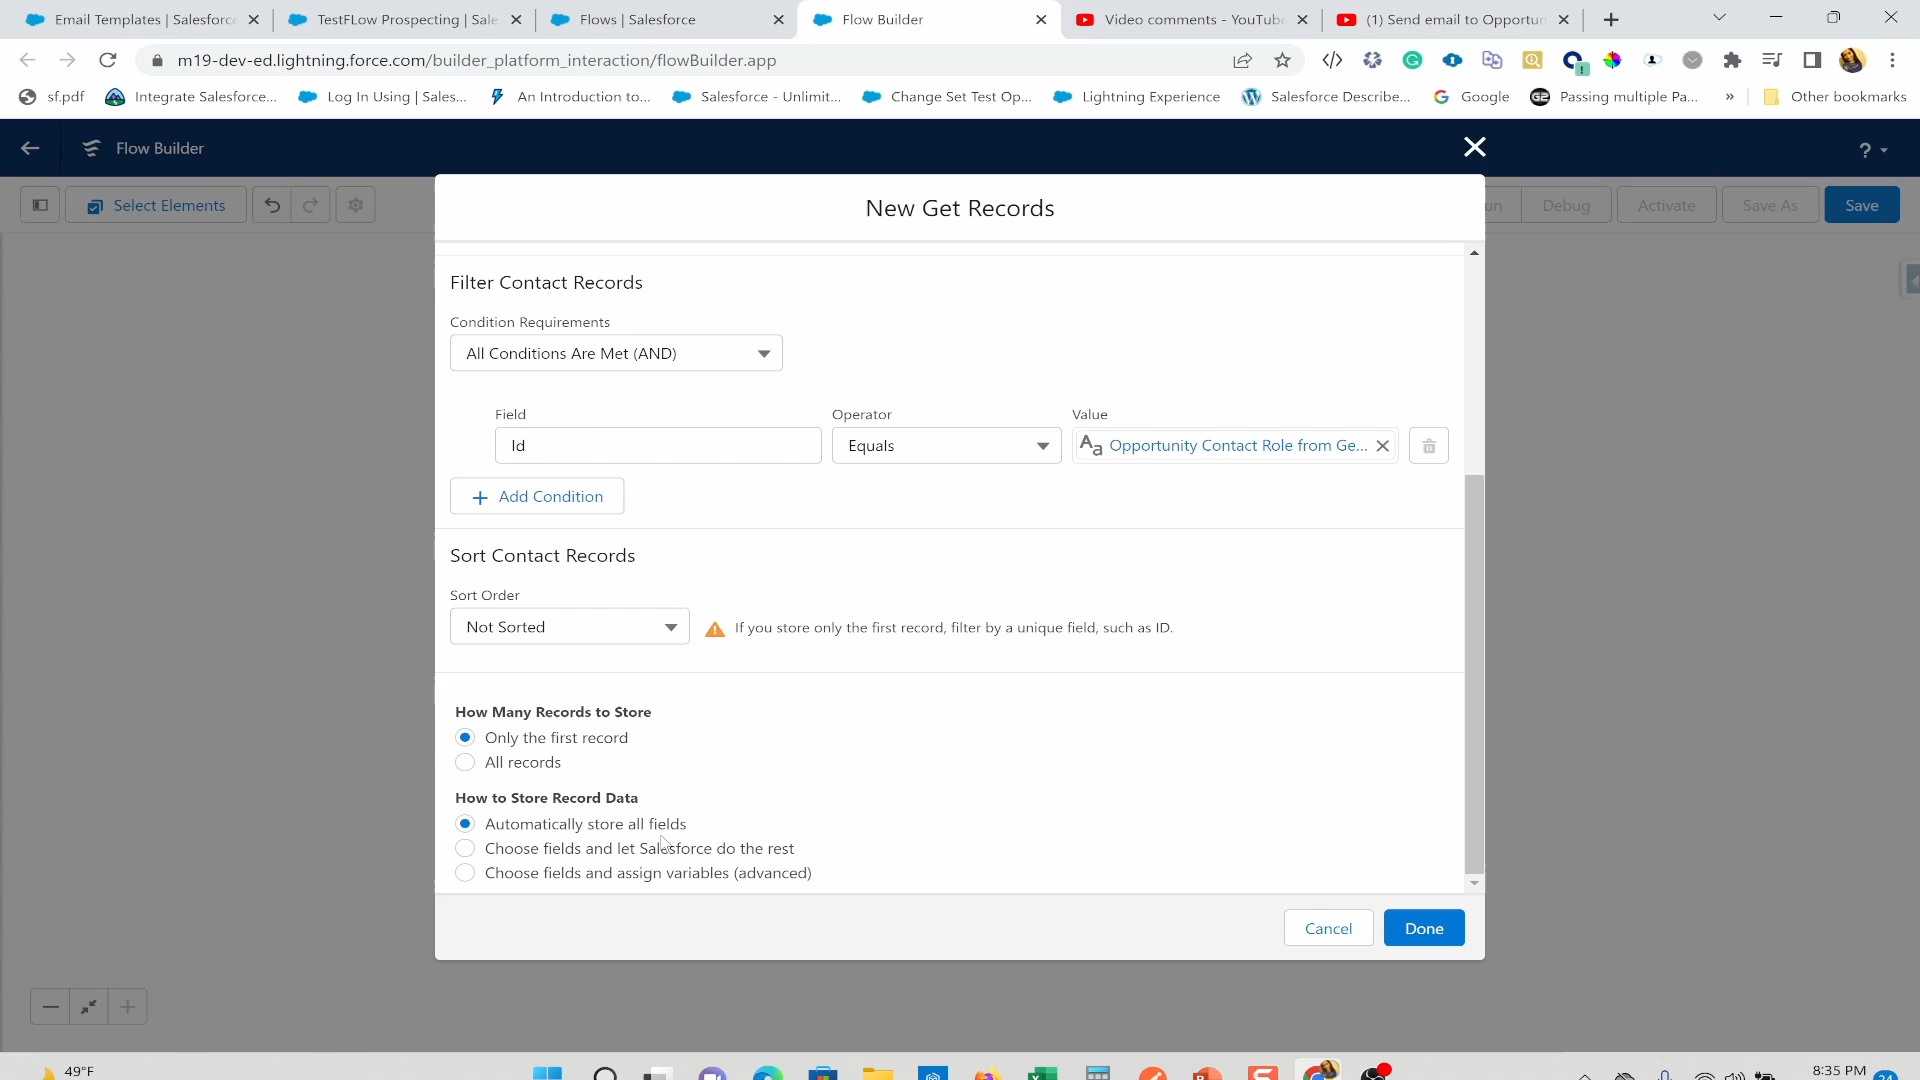 Email Templates | Salesforce
TestFLow Prospecting | Sale
Flows | Salesforce
Flow Builder
Video comments - YouTube
(1) Send email to Opportun
m19-dev-ed.lightning.force.com/builder_platform_interaction/flowBuilder.app
sf.pdf
Integrate Salesforce...
Log In Using | Sales...
An Introduction to...
Salesforce - Unlimit...
Change Set Test Op...
Lightning Experience
Salesforce Describe...
Google
Passing multiple Pa...
»
Other bookmarks
Flow Builder
?
Select Elements
un
Debug
Activate
Save As
Save
New Get Records
Filter Contact Records
Condition Requirements
All Conditions Are Met (AND)
Field
Operator
Value
Id
Equals
Aa Opportunity Contact Role from Ge...
+ Add Condition
Sort Contact Records
Sort Order
Not Sorted
If you store only the first record, filter by a unique field, such as ID.
How Many Records to Store
Only the first record
All records
How to Store Record Data
Automatically store all fields
Choose fields and let Salesforce do the rest
Choose fields and assign variables (advanced)
Cancel
Done
49°F
8:35 PM
24